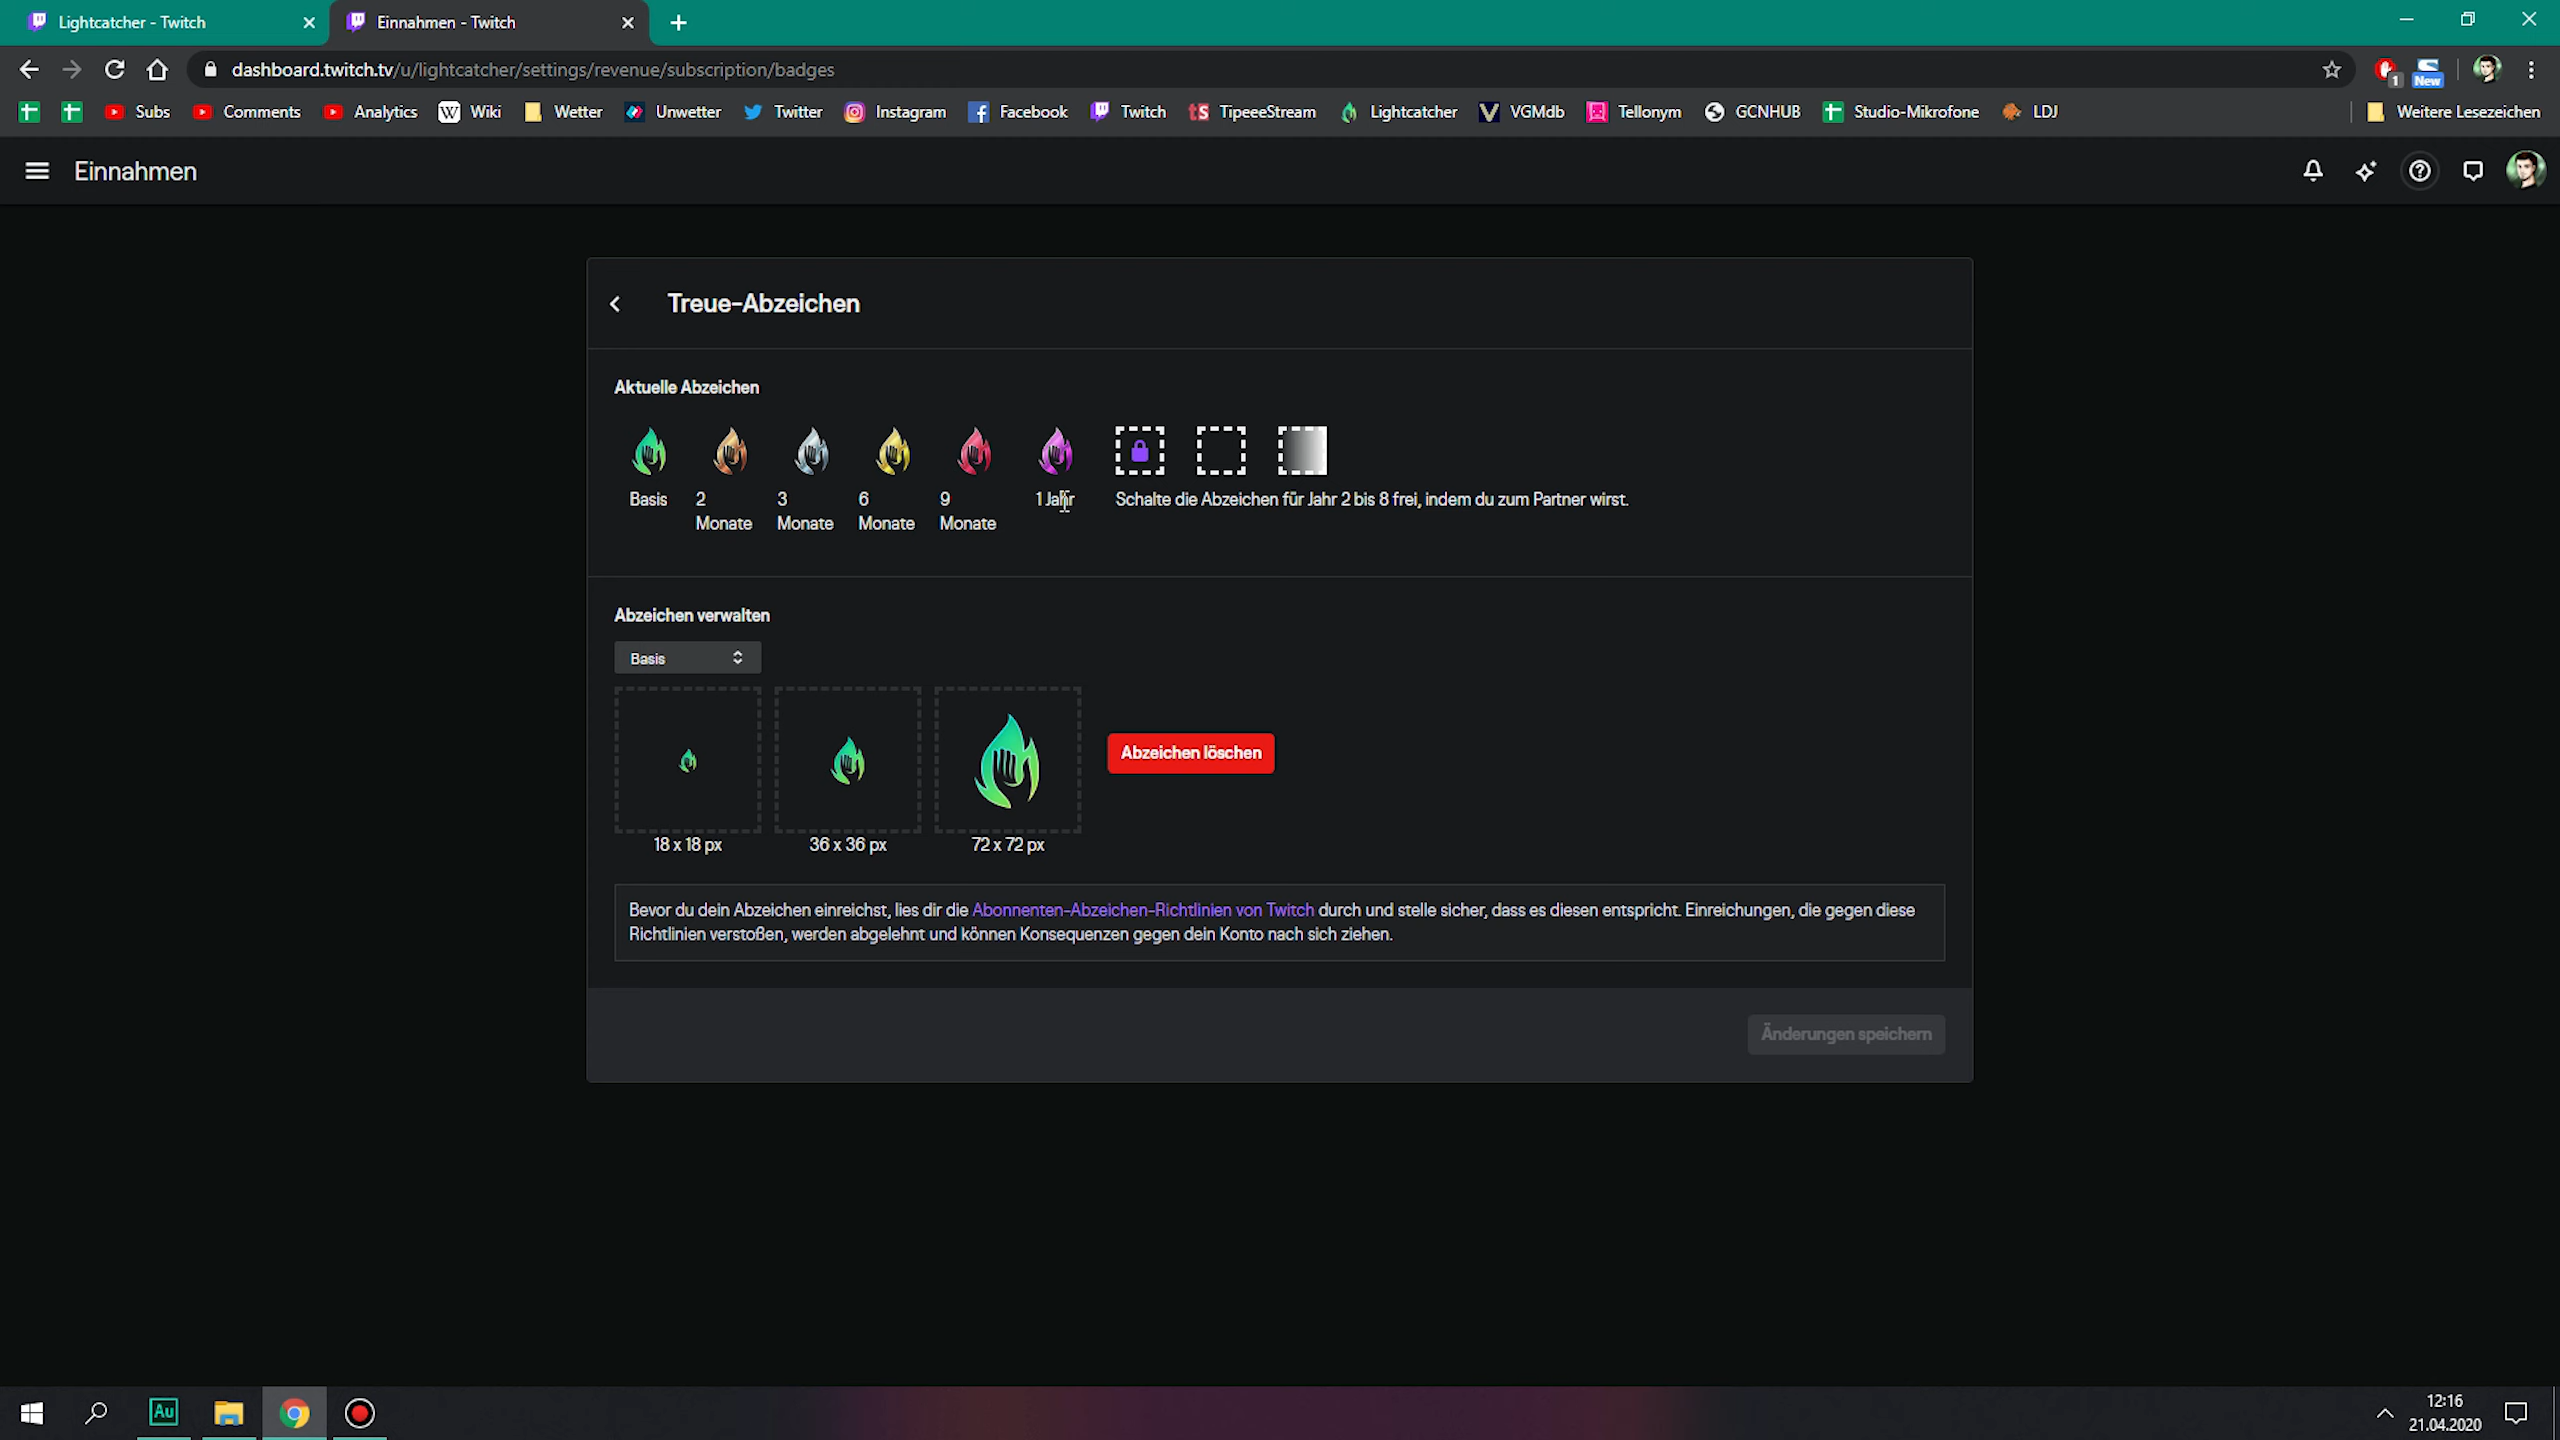 Lightcatcher - Twitch
Einnahmen - Twitch
dashboard.twitch.tv/u/lightcatcher/settings/revenue/subscription/badges
1
New
Subs
Comments
Analytics
Wiki
Wetter
Unwetter
Twitter
Instagram
Facebook
Twitch
TipeeeStream
Lightcatcher
VGMdb
Tellonym
GCNHUB
Studio-Mikrofone
LDJ
Weitere Lesezeichen
Einnahmen
Treue-Abzeichen
Aktuelle Abzeichen
Basis
2
Monate
3
Monate
6
Monate
9
Monate
1 Jahr
Schalte die Abzeichen für Jahr 2 bis 8 frei, indem du zum Partner wirst.
Abzeichen verwalten
Basis
Abzeichen löschen
18 x 18 px
36 x 36 px
72 x 72 px
Bevor du dein Abzeichen einreichst, lies dir die Abonnenten-Abzeichen-Richtlinien von Twitch durch und stelle sicher, dass es diesen entspricht. Einreichungen, die gegen diese
Richtlinien verstoßen, werden abgelehnt und können Konsequenzen gegen dein Konto nach sich ziehen.
Änderungen speichern
Au
12:16
21.04.2020